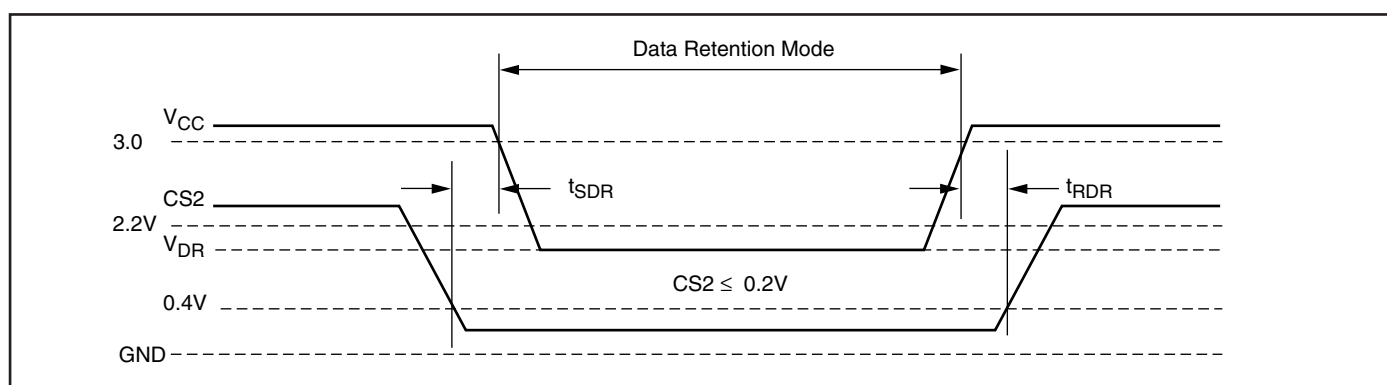 Data Retention Mode
VCC
3.0
tSDR
tRDR
CS2
2.2V
VDR
CS2 ≤ 0.2V
0.4V
GND